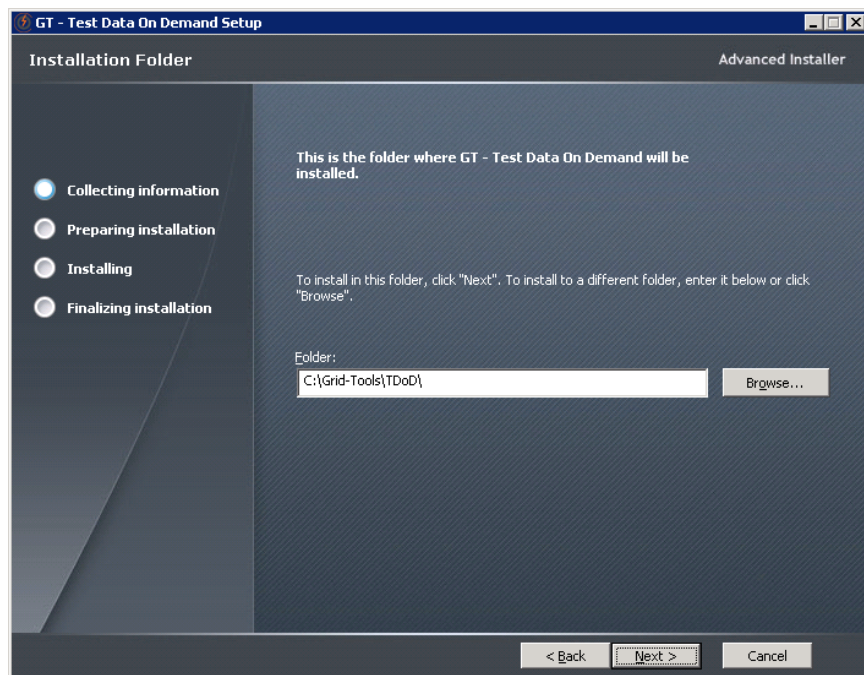 GT - Test Data On Demand Setup
Installation Folder
Advanced Installer
This is the folder where GT - Test Data On Demand will be
installed.
Collecting information
Preparing installation
Installing
Finalizing installation
To install in this folder, click "Next". To install to a different folder, enter it below or click
"Browse".
Folder:
C:\Grid-Tools\TDoD\
Browse...
< Back
Next >
Cancel